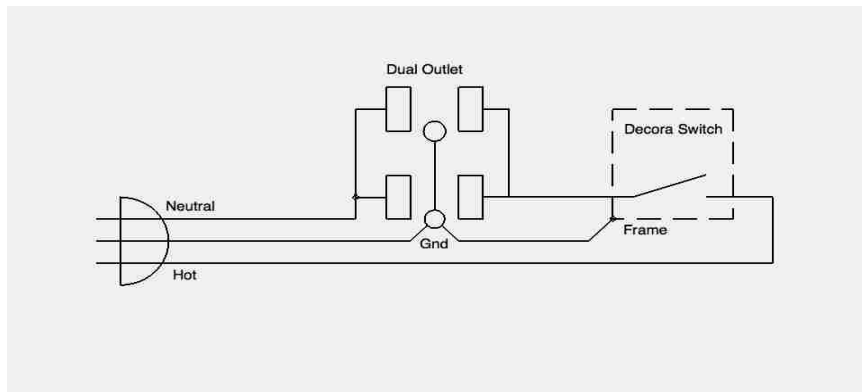 Dual Outlet
Decora Switch
Neutral
Frame
Gnd
Hot